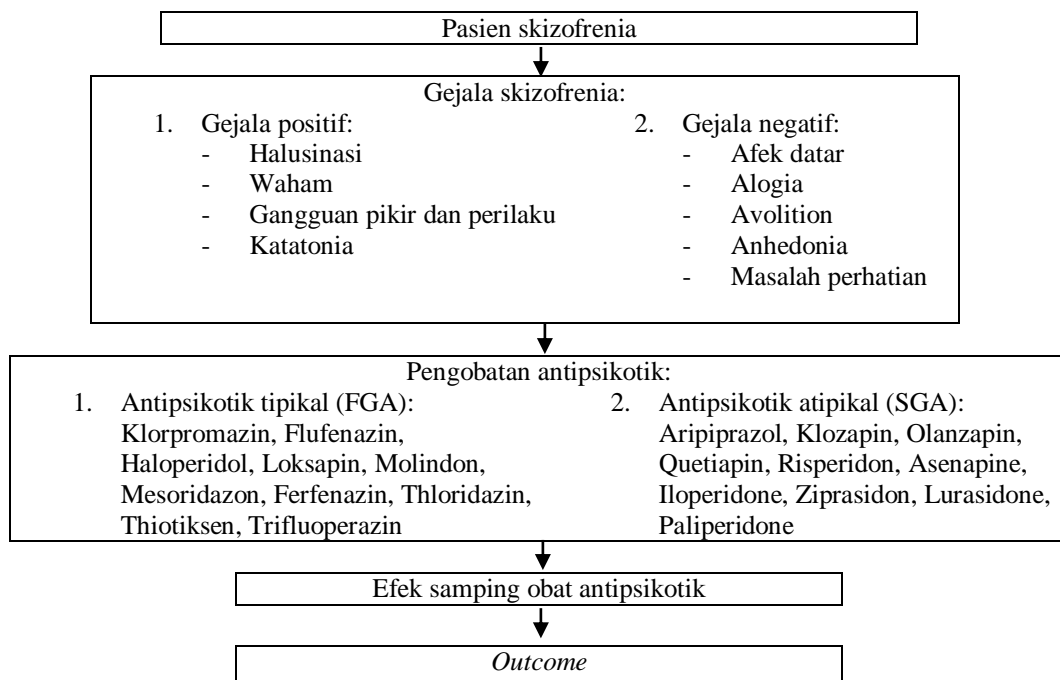 Pasien skizofrenia
Gejala skizofrenia:
1. Gejala positif:
- Halusinasi
- Waham
- Gangguan pikir dan perilaku
- Katatonia
2. Gejala negatif:
- Afek datar
- Alogia
- Avolition
- Anhedonia
- Masalah perhatian
Pengobatan antipsikotik:
1. Antipsikotik tipikal (FGA):
Klorpromazin, Flufenazin,
Haloperidol, Loksapin, Molindon,
Mesoridazon, Ferfenazin, Thloridazin,
Thiotiksen, Trifluoperazin
2. Antipsikotik atipikal (SGA):
Aripiprazol, Klozapin, Olanzapin,
Quetiapin, Risperidon, Asenapine,
Iloperidone, Ziprasidon, Lurasidone,
Paliperidone
Efek samping obat antipsikotik
Outcome